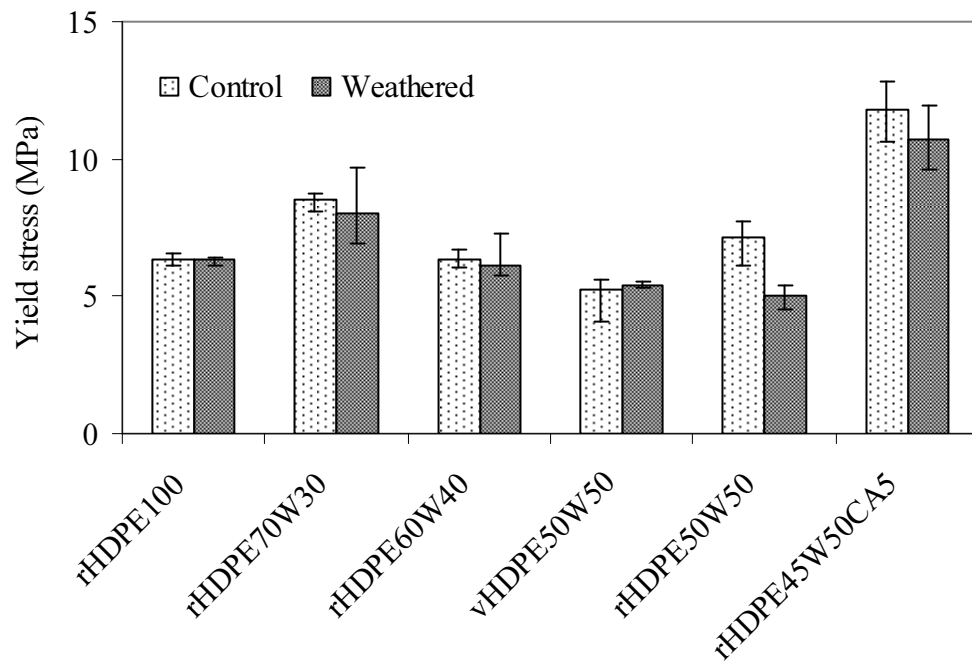 15
10
5
0
Yield stress (MPa)
Control
Weathered
rHDPE100
rHDPE70W30
rHDPE60W40
vHDPE50W50
rHDPE50W50
rHDPE45W50CA5